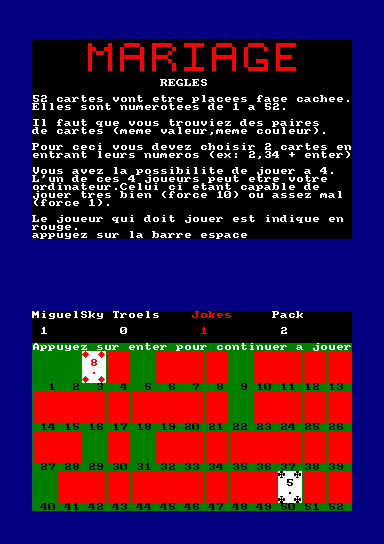 MARIAGE
REGLES
52 cartes vont etre placees face cachee.
Elles sont numerotees de 1 a 52.
Il faut que vous trouviez des paires
de cartes (meme valeur,meme couleur).
Pour ceci vous devez choisir 2 cartes en
entrant leurs numeros (ex: 2,34 + enter)
Vous avez la possibilite de jouer a 4.
L'un de ces 4 joueurs peut etre votre
ordinateur.Celui ci etant capable de
jouer tres bien (force 10) ou assez mal
(force 1).
Le joueur qui doit jouer est indique en
rouge.
appuyez sur la barre espace
MiguelSky Troels Jokes Pack
1 0 1 2
Appuyez sur enter pour continuer a jouer
8
1 2 3 4 5 6 7 8 9 10 11 12 13
14 15 16 17 18 19 20 21 22 23 24 25 26
27 28 29 30 31 32 33 34 35 36 37 38 39
5
40 41 42 43 44 45 46 47 48 49 50 51 52